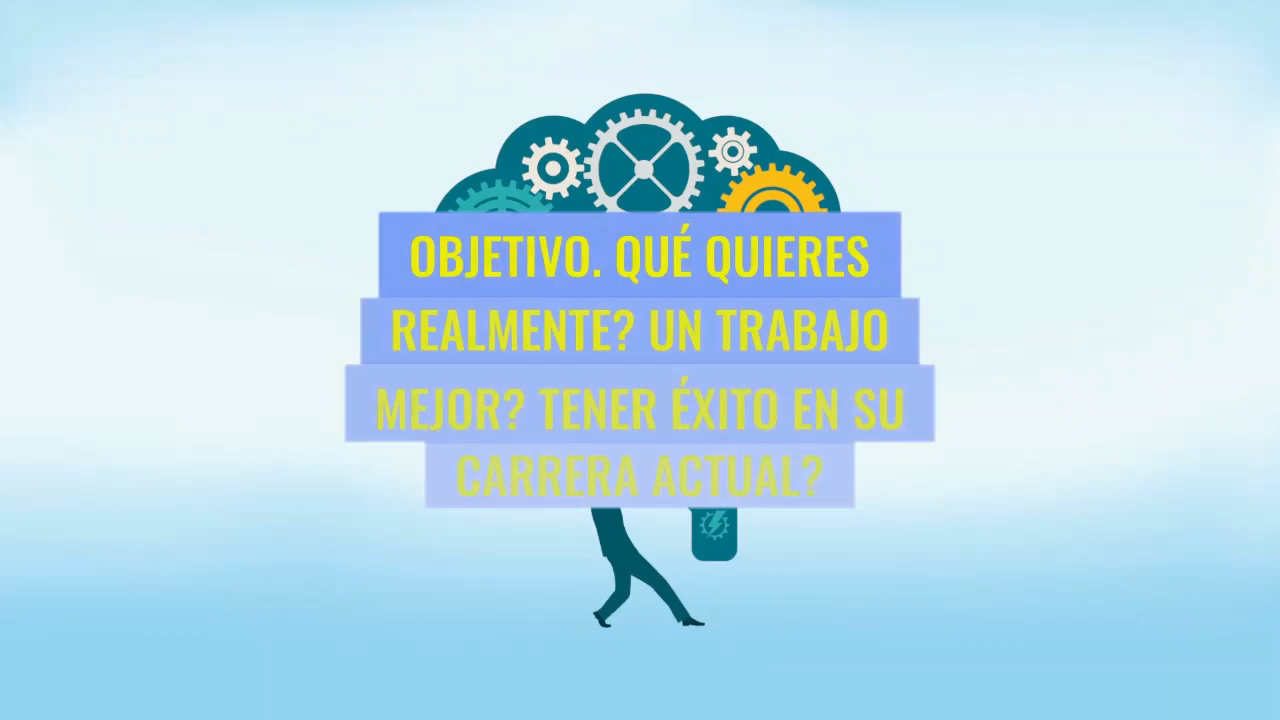 OBJETIVO. QUÉ QUIERES
REALMENTE? UN TRABAJO
MEJOR? TENER ÉXITO EN SU
CARRERA ACTUAL?